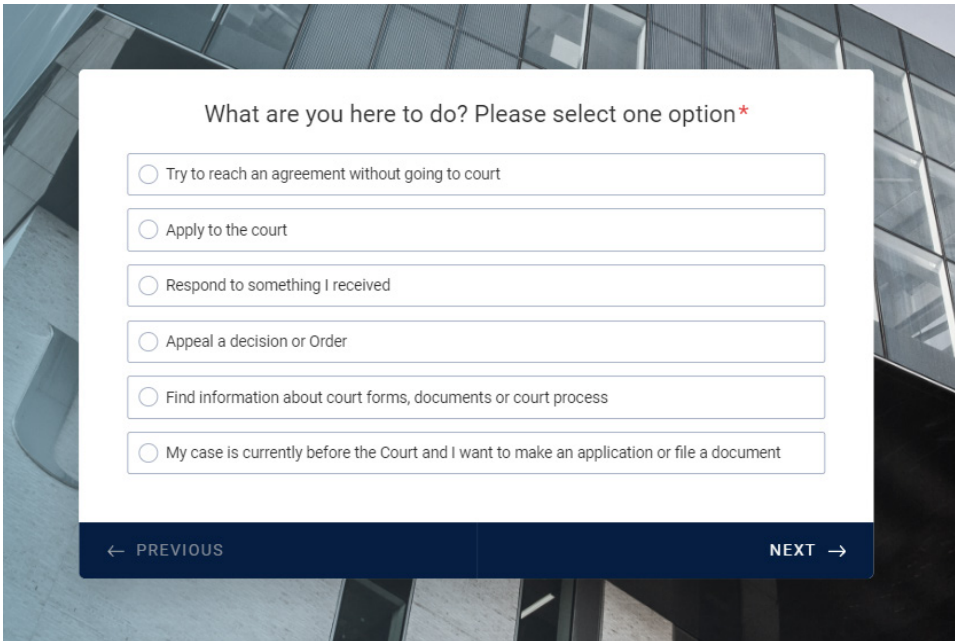 What are you here to do? Please select one option*
Try to reach an agreement without going to court
Apply to the court
Respond to something I received
Appeal a decision or Order
Find information about court forms, documents or court process
My case is currently before the Court and I want to make an application or file a document
← PREVIOUS
NEXT →